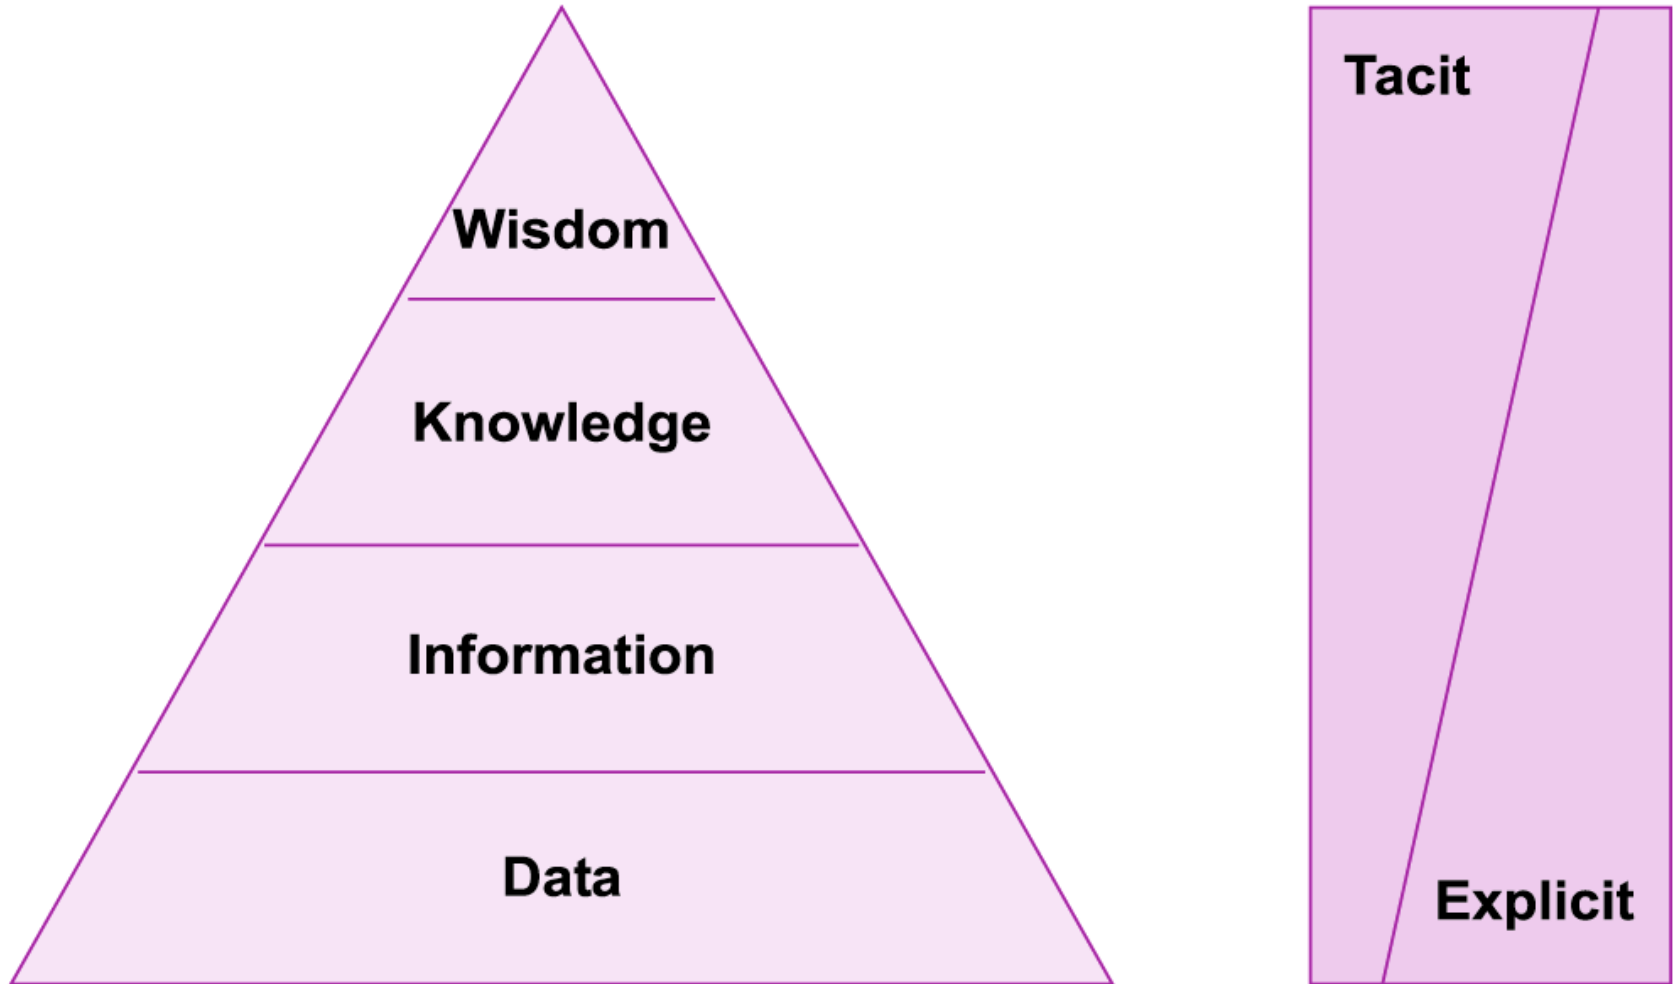 Wisdom
Knowledge
Information
Data
Tacit
Explicit